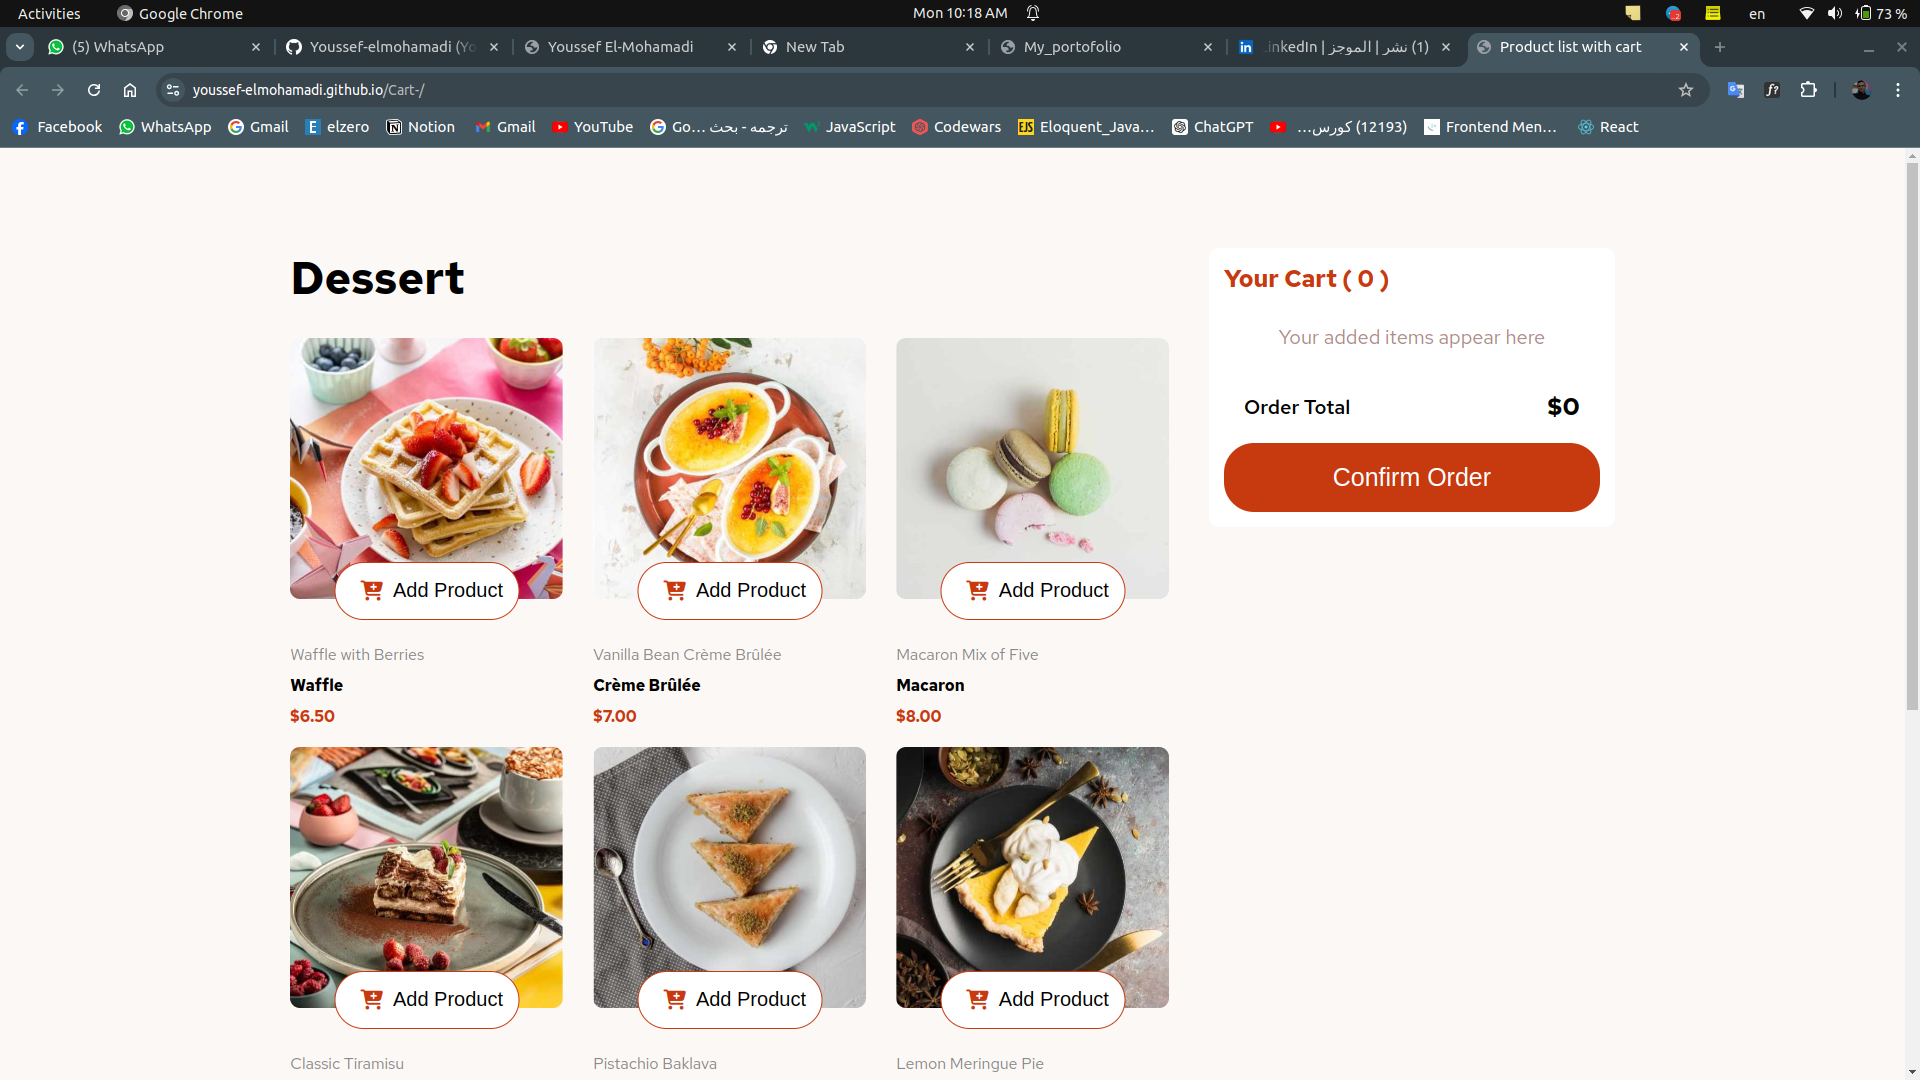 Activities Google Chrome Mon 10:18 AM en 73 %
(5) WhatsApp Youssef-elmohamadi (Yo Youssef El-Mohamadi New Tab My_portofolio (1) نشر | الموجز | inkedIn Product list with cart
youssef-elmohamadi.github.io/Cart-/
Facebook WhatsApp Gmail elzero Notion Gmail YouTube ترجمه - بحث ...Go JavaScript Codewars Eloquent_Java... ChatGPT (12193) كورس... Frontend Men... React
Dessert
Your Cart ( 0 )
Your added items appear here
Order Total $0
Confirm Order
Add Product Add Product Add Product
Waffle with Berries Vanilla Bean Crème Brûlée Macaron Mix of Five
Waffle Crème Brûlée Macaron
$6.50 $7.00 $8.00
Add Product Add Product Add Product
Classic Tiramisu Pistachio Baklava Lemon Meringue Pie